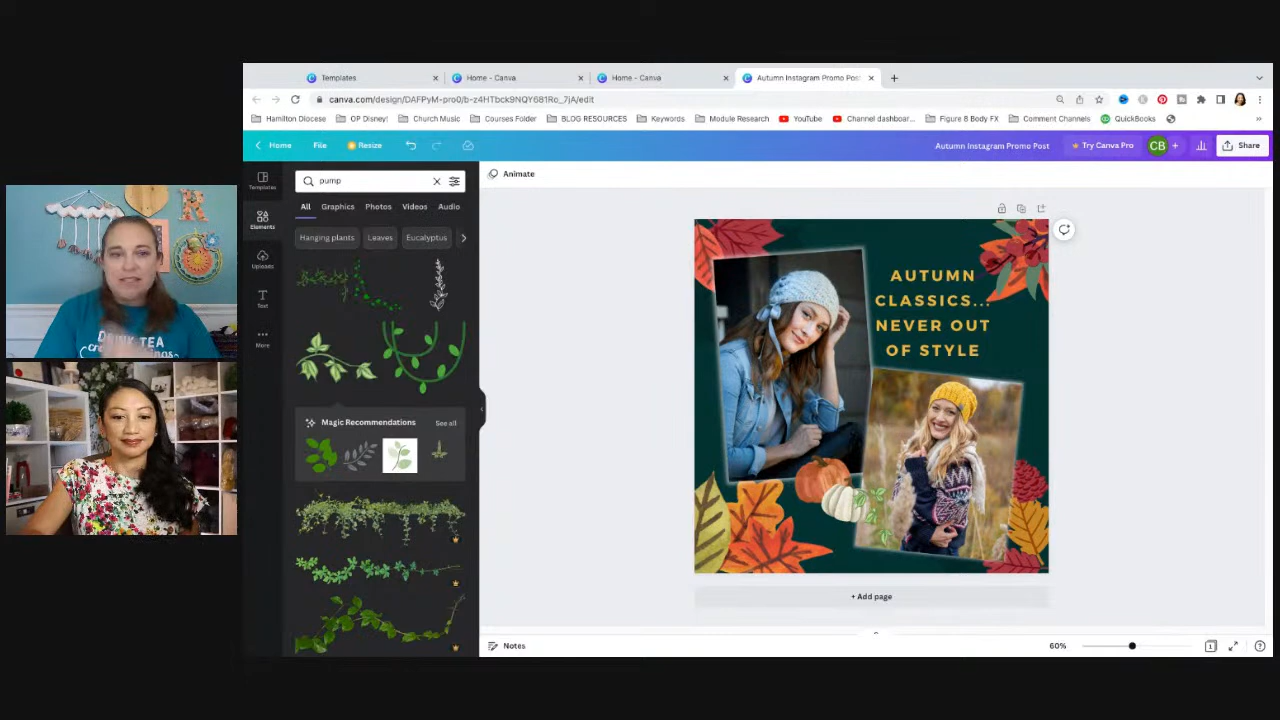 R
DRINK TEA
Templates
Home - Canva
Home - Canva
Autumn Instagram Promo Post
canva.com/design/DAFPyM-pro0/b-z4HTbck9NQY681Ro_7jA/edit
Hamilton Diocese
OP Disney!
Church Music
Courses Folder
BLOG RESOURCES
Keywords
Module Research
YouTube
Channel dashboar...
Figure 8 Body FX
Comment Channels
QuickBooks
Home
File
Resize
Autumn Instagram Promo Post
Try Canva Pro
CB
Share
Templates
Elements
Uploads
Text
More
pump
All
Graphics
Photos
Videos
Audio
Hanging plants
Leaves
Eucalyptus
Magic Recommendations
See all
Animate
AUTUMN
CLASSICS...
NEVER OUT
OF STYLE
+ Add page
Notes
60%
1